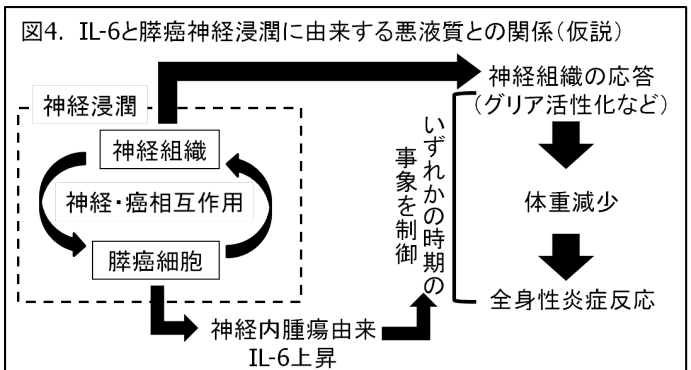 図4. IL-6と膵癌神経浸潤に由来する悪液質との関係（仮説）
神経浸潤
神経組織
神経・癌相互作用
膵癌細胞
神経内腫瘍由来
IL-6上昇
いずれかの時期の
事象を制御
神経組織の応答
（グリア活性化など）
体重減少
全身性炎症反応